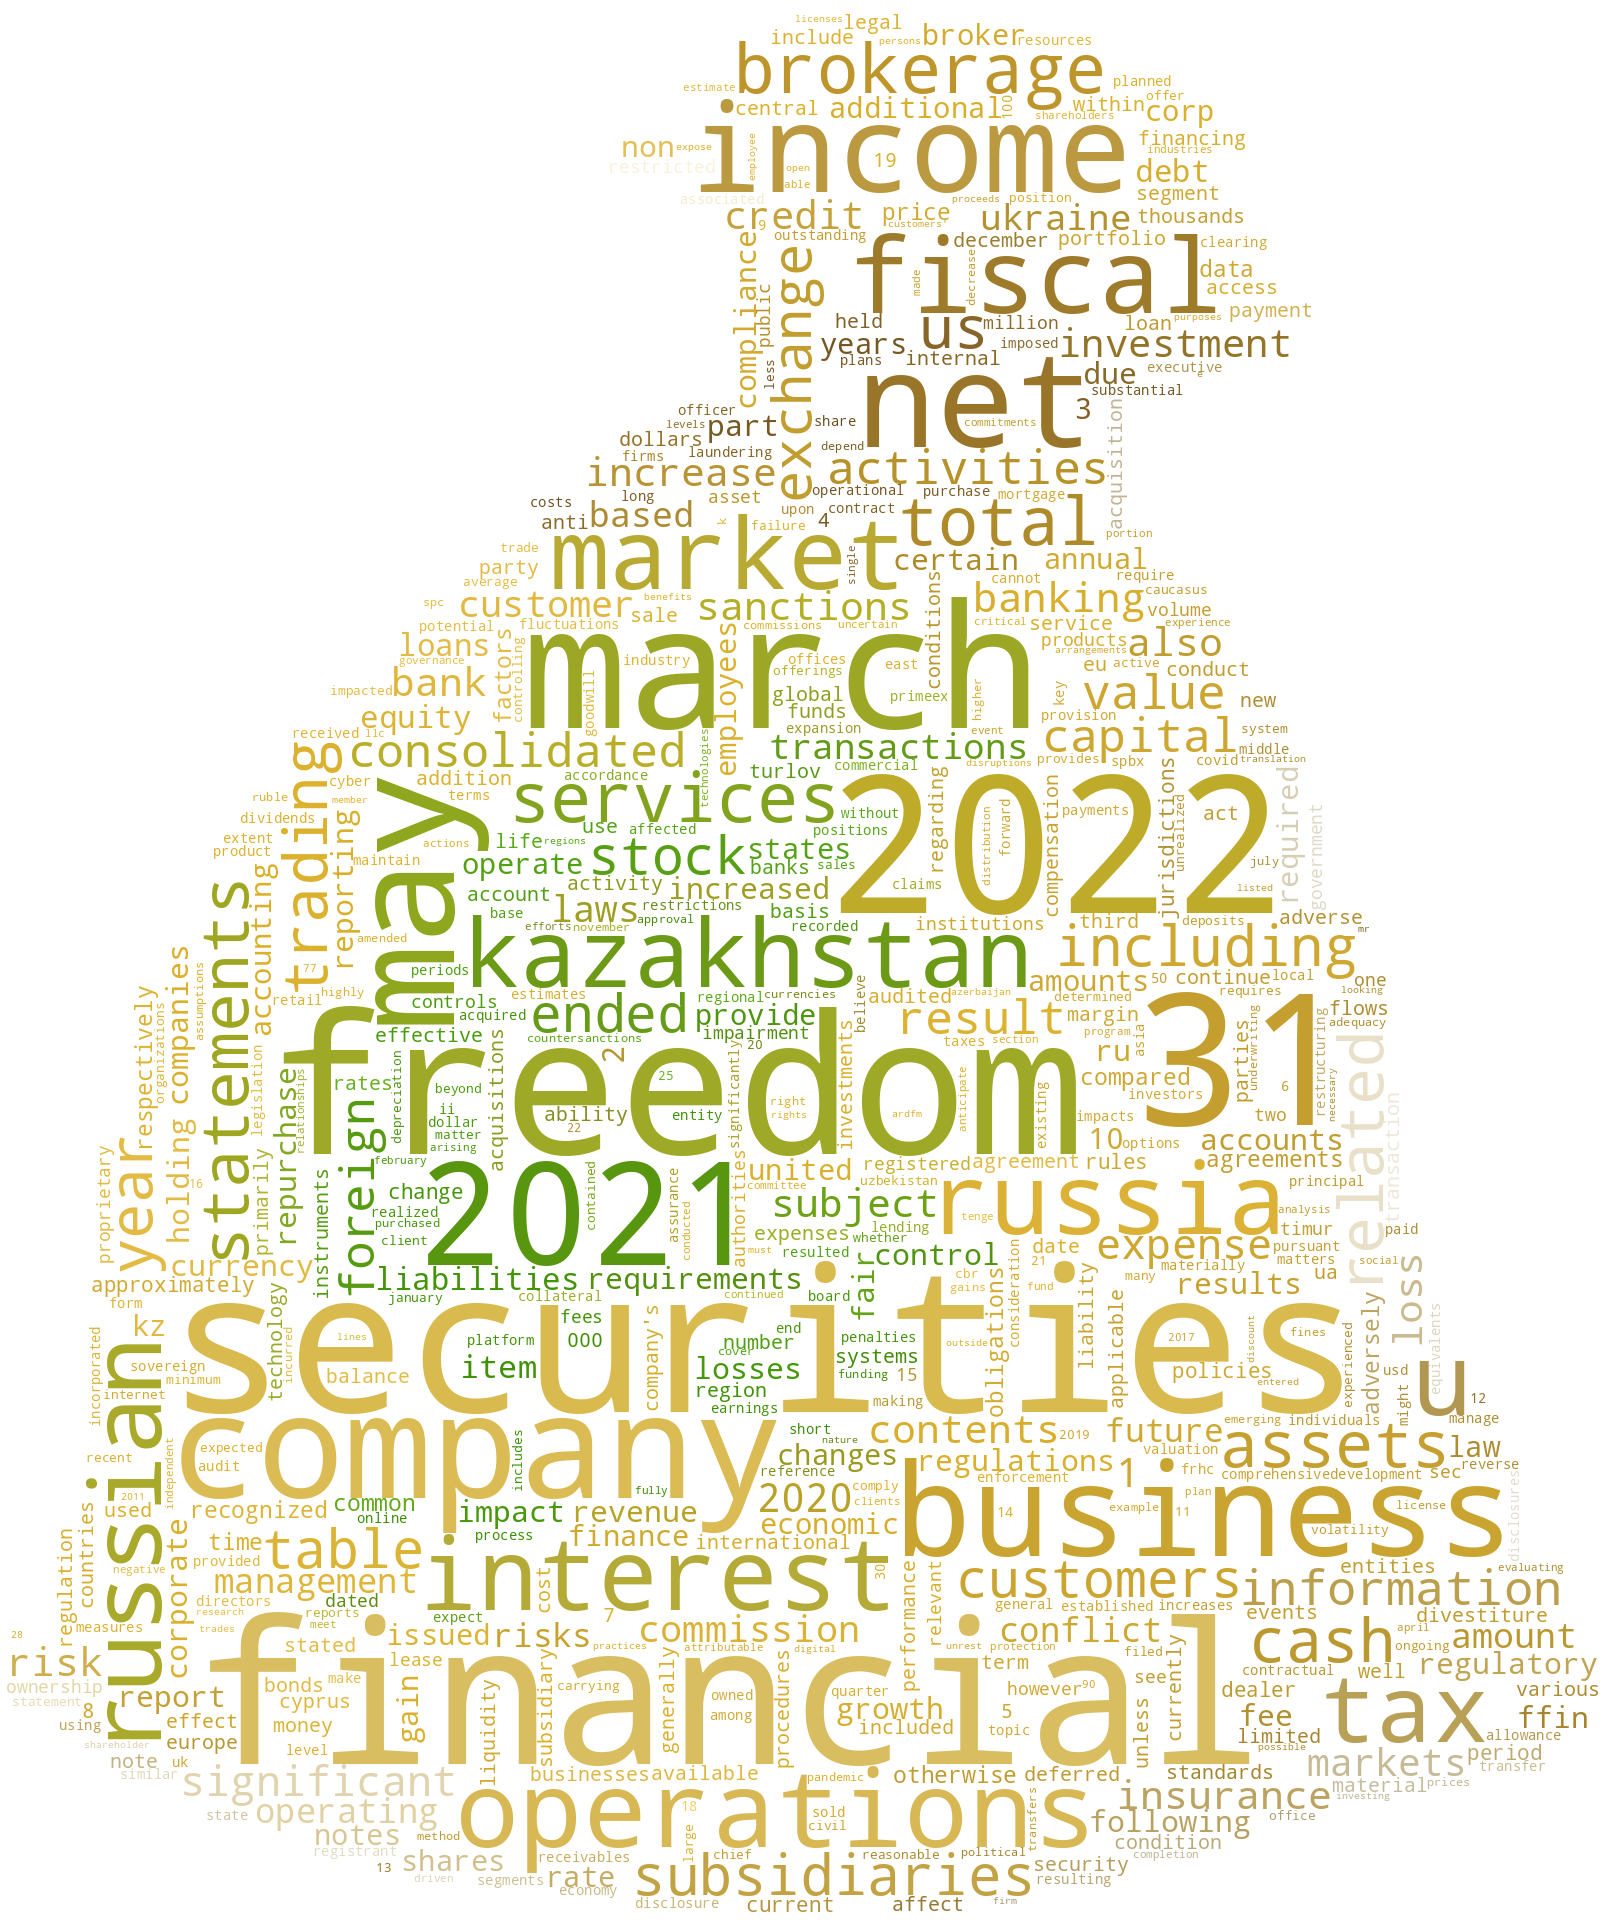 licenses legal
include persons broker resources
brokerage
estimate planned
central additional 100 within offer corp
shareholders
income
non expose employee 19 financing
restricted open industries
able debt
associated proceeds position segment
credit price ukraine thousands
9 customers'
outstanding december portfolio clearing
compliance exchange fiscal data
made decrease access
public held us million loan purposes payment
years imposed investment
less plans internal due executive
e
net substantial
officer 3
levels part share commitments acquisition
dollars
firms laundering depend
increase activities
long asset operational purchase mortgage
costs upon contract
anti based k failure 4 total portion
market
trade single certain annual
party cannot require
average banking caucasus
spc customer benefits sanctions conditions volume
potential fluctuations sale commissions uncertain critical service experience
loans march products also
governance factors industry employees offices east arrangements
controlling offerings eu active conduct
impacted bank goodwill global primeex higher key value new
equity funds provision
received llc expansion event capital system
consolidated technologies transactions disruptions middle
trading cyber addition accordance turlov commercial provides spbx covid translation
terms required
ruble member may services 2022 payments act government
dividends without regarding distribution forward compensation jurisdictions unrealized
extent reporting use affected positions
product actions life regions
maintain operate stock states july
statements accounting account activity banks sales claims listed
base laws increased restrictions basis institutions third deposits adverse
amended efforts november approval recorded mr
77 kazakhstan including
companies assumptions periods regional currencies amounts 50 continue local one
retail highly controls estimates audited azerbaijan determined requires looking
acquired ended provide believe result margin flows
respectively organizations effective impairment program adequacy
countersanctions 20 taxes section ru asia parties underwriting restructuring related
freedom 31
holding legislation repurchase relationships rates depreciation 2 investments compared
beyond 25 investors 6 necessary
ii ability entity significantly right ardfm anticipate existing impacts two
dollar 22 rights 10 options accounts transaction
year matter
arising acquisitions united registered agreement rules agreements
february committee uzbekistan principal
16 foreign change 2021 contained assurance authorities russia
primarily realized subject tenge analysis
proprietary purchased conducted lending timur paid
client expenses whether date expense pursuant
instruments must resulted control 21 many matters social
currency materially
approximately liabilities requirements fair cbr results ua
january collateral continued board gains fund loss
form securities
kz technology fees end obligations consideration liability applicable
lines platform OOO company's number penalties 2017 fines
item cover systems outside discount
sovereign incurred losses policies experienced adversely usd equivalents
incorporated minimum balance funding 15 entered
internet region u
company earnings making might 12
russian short contents 2019 future emerging individuals manage
independent expected nature
recent audit includes changes regulations valuation assets law
reference frhc comprehensive development sec reverse
2011 fully comply enforcement
used recognized common 2020 clients 1 plan license
countries online impact revenue 14 example 11
time process economic business volatility
regulation corporate provided table finance international disclosures
negative interest 30 entities evaluating
management cost performance relevant customers information
directors dated
research reports expect 7 general established increases events divestiture
measures trades meet commission april
28 stated issued risks practices attributable digital unrest protection conflict filed cash ongoing amount
risk lease term contractual well regulatory
ownership bonds make carrying see
statement financial however 90 currently
report cyprus gain subsidiary generally owned quarter dealer tax various
8 among growth 5 fee
using effect money included topic unless ffin
shareholder europe level liquidity procedures limited allowance
note uk possible
similar businesses available otherwise deferred standards markets period
significant pandemic material prices transfer
state operating 18 operations sold transfers insurance investing
civil following office
notes method condition
registrant large receivables chief reasonable political completion
13 shares subsidiaries security
driven segments rate resulting
economy
disclosure current affect firm